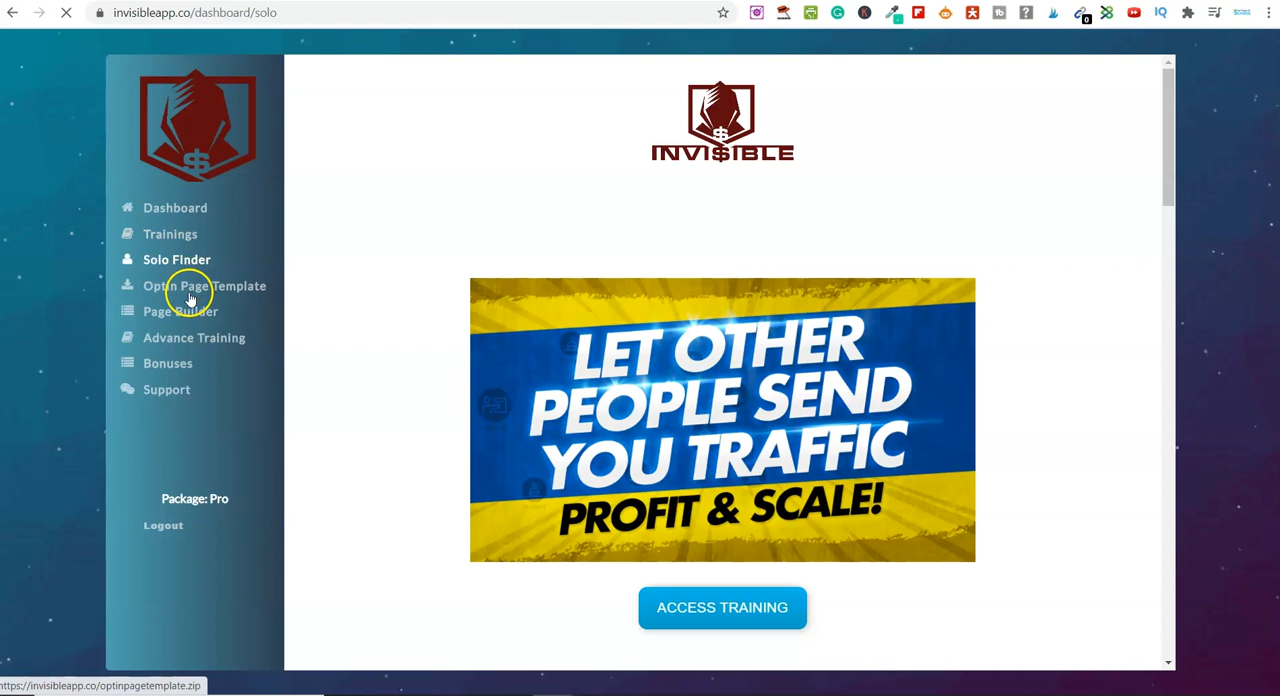 invisibleapp.co/dashboard/solo
INVI$IBLE
Dashboard
Trainings
Solo Finder
Optin Page Template
Page Builder
Advance Training
Bonuses
Support
Package: Pro
Logout
LET OTHER
PEOPLE SEND
YOU TRAFFIC
PROFIT & SCALE!
ACCESS TRAINING
https://invisibleapp.co/optinpagetemplate.zip